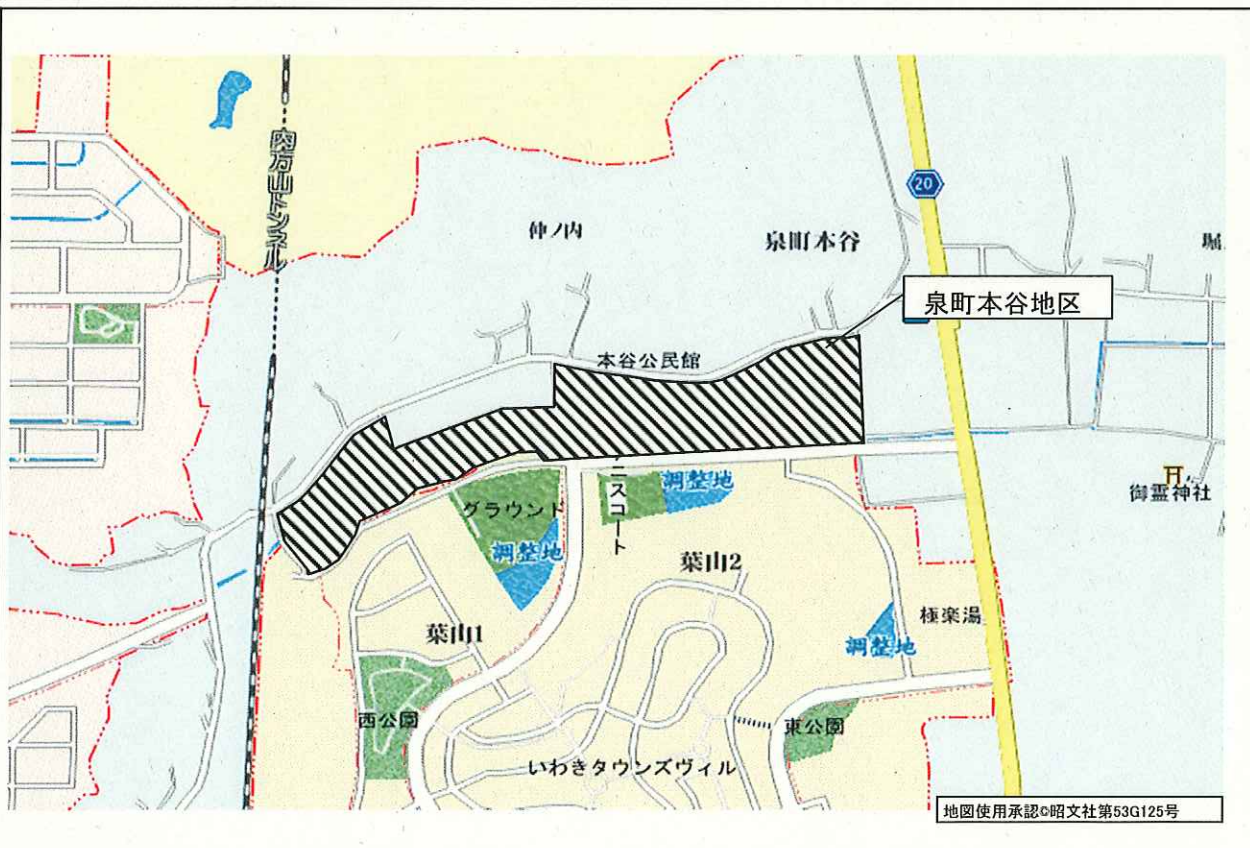 内方山トンネル
20
仲ノ内
泉町本谷
堀
泉町本谷地区
本谷公民館
御霊神社
グラウンド
調整地
ニスコート
調整地
葉山2
葉山1
極楽湯
調整地
西公園
東公園
いわきタウンズヴィル
地図使用承認©昭文社第53G125号